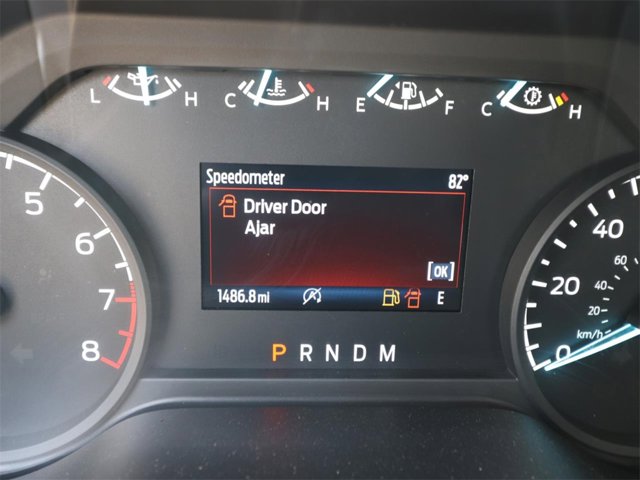 L H C H E F C H
Speedometer 82°
Driver Door
Ajar
[OK]
1486.8 mi E
P R N D M
5
6
7
8
40
20
0
60
40
20
km/h